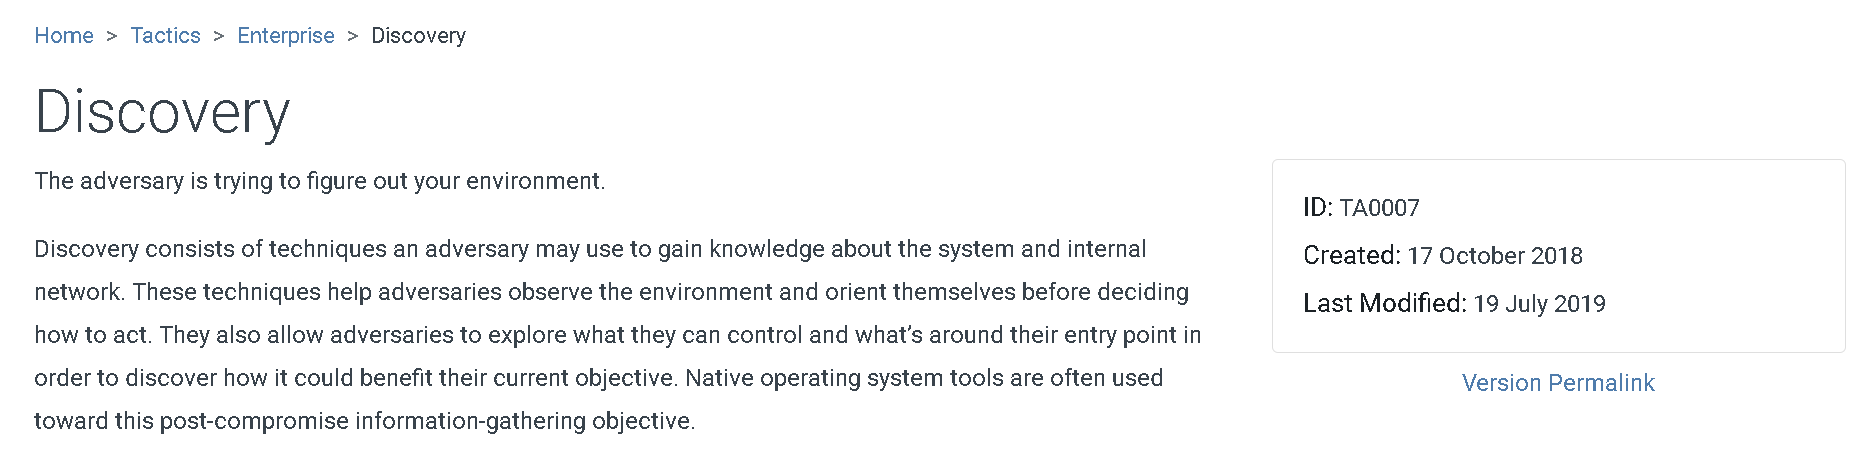 Home > Tactics > Enterprise > Discovery
Discovery
The adversary is trying to figure out your environment.
Discovery consists of techniques an adversary may use to gain knowledge about the system and internal
network. These techniques help adversaries observe the environment and orient themselves before deciding
how to act. They also allow adversaries to explore what they can control and what’s around their entry point in
order to discover how it could benefit their current objective. Native operating system tools are often used
toward this post-compromise information-gathering objective.
ID: TA0007
Created: 17 October 2018
Last Modified: 19 July 2019
Version Permalink